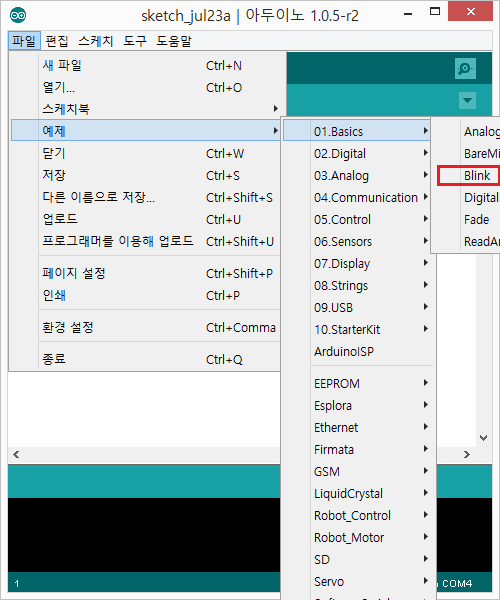 sketch_jul23a | 아두이노 1.0.5-r2
파일 편집 스케치 도구 도움말
새 파일 Ctrl+N
열기... Ctrl+O
스케치북
예제
닫기 Ctrl+W
저장 Ctrl+S
다른 이름으로 저장... Ctrl+Shift+S
업로드 Ctrl+U
프로그래머를 이용해 업로드 Ctrl+Shift+U
페이지 설정 Ctrl+Shift+P
인쇄 Ctrl+P
환경 설정 Ctrl+Comma
종료 Ctrl+Q
01.Basics
02.Digital
03.Analog
04.Communication
05.Control
06.Sensors
07.Display
08.Strings
09.USB
10.StarterKit
ArduinoISP
EEPROM
Esplora
Ethernet
Firmata
GSM
LiquidCrystal
Robot_Control
Robot_Motor
SD
Servo
Analog
BareMi
Blink
Digital
Fade
ReadAn
1
COM4